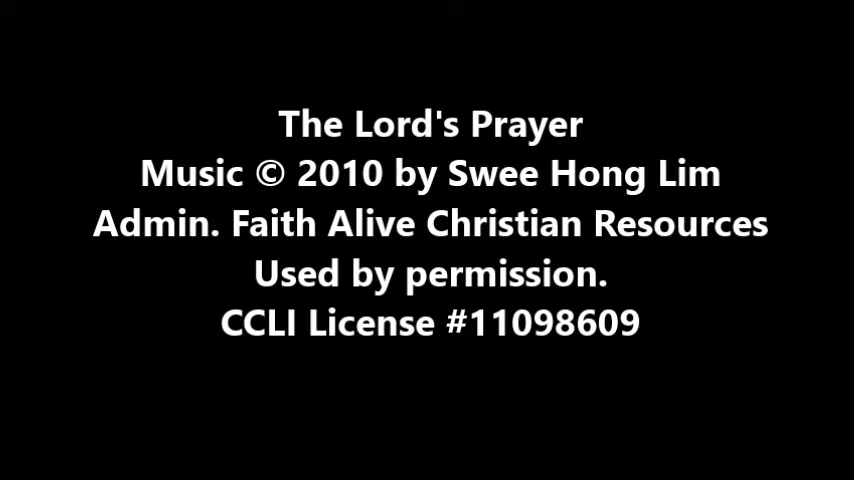 The Lord's Prayer
Music © 2010 by Swee Hong Lim
Admin. Faith Alive Christian Resources
Used by permission.
CCLI License #11098609